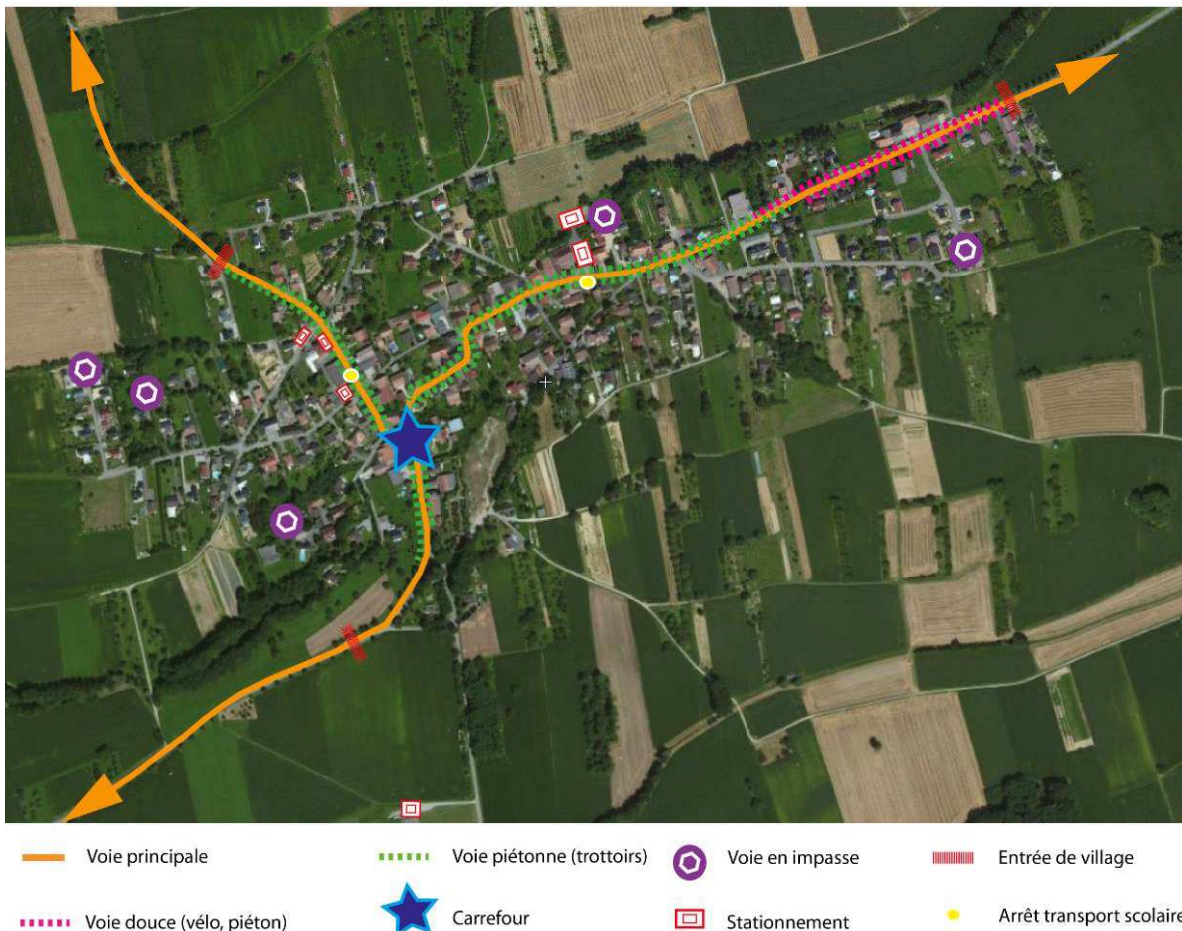 Voie principale
Voie piétonne (trottoirs)
Voie en impasse
Entrée de village
Voie douce (vélo, piéton)
Carrefour
Stationnement
Arrêt transport scolaire